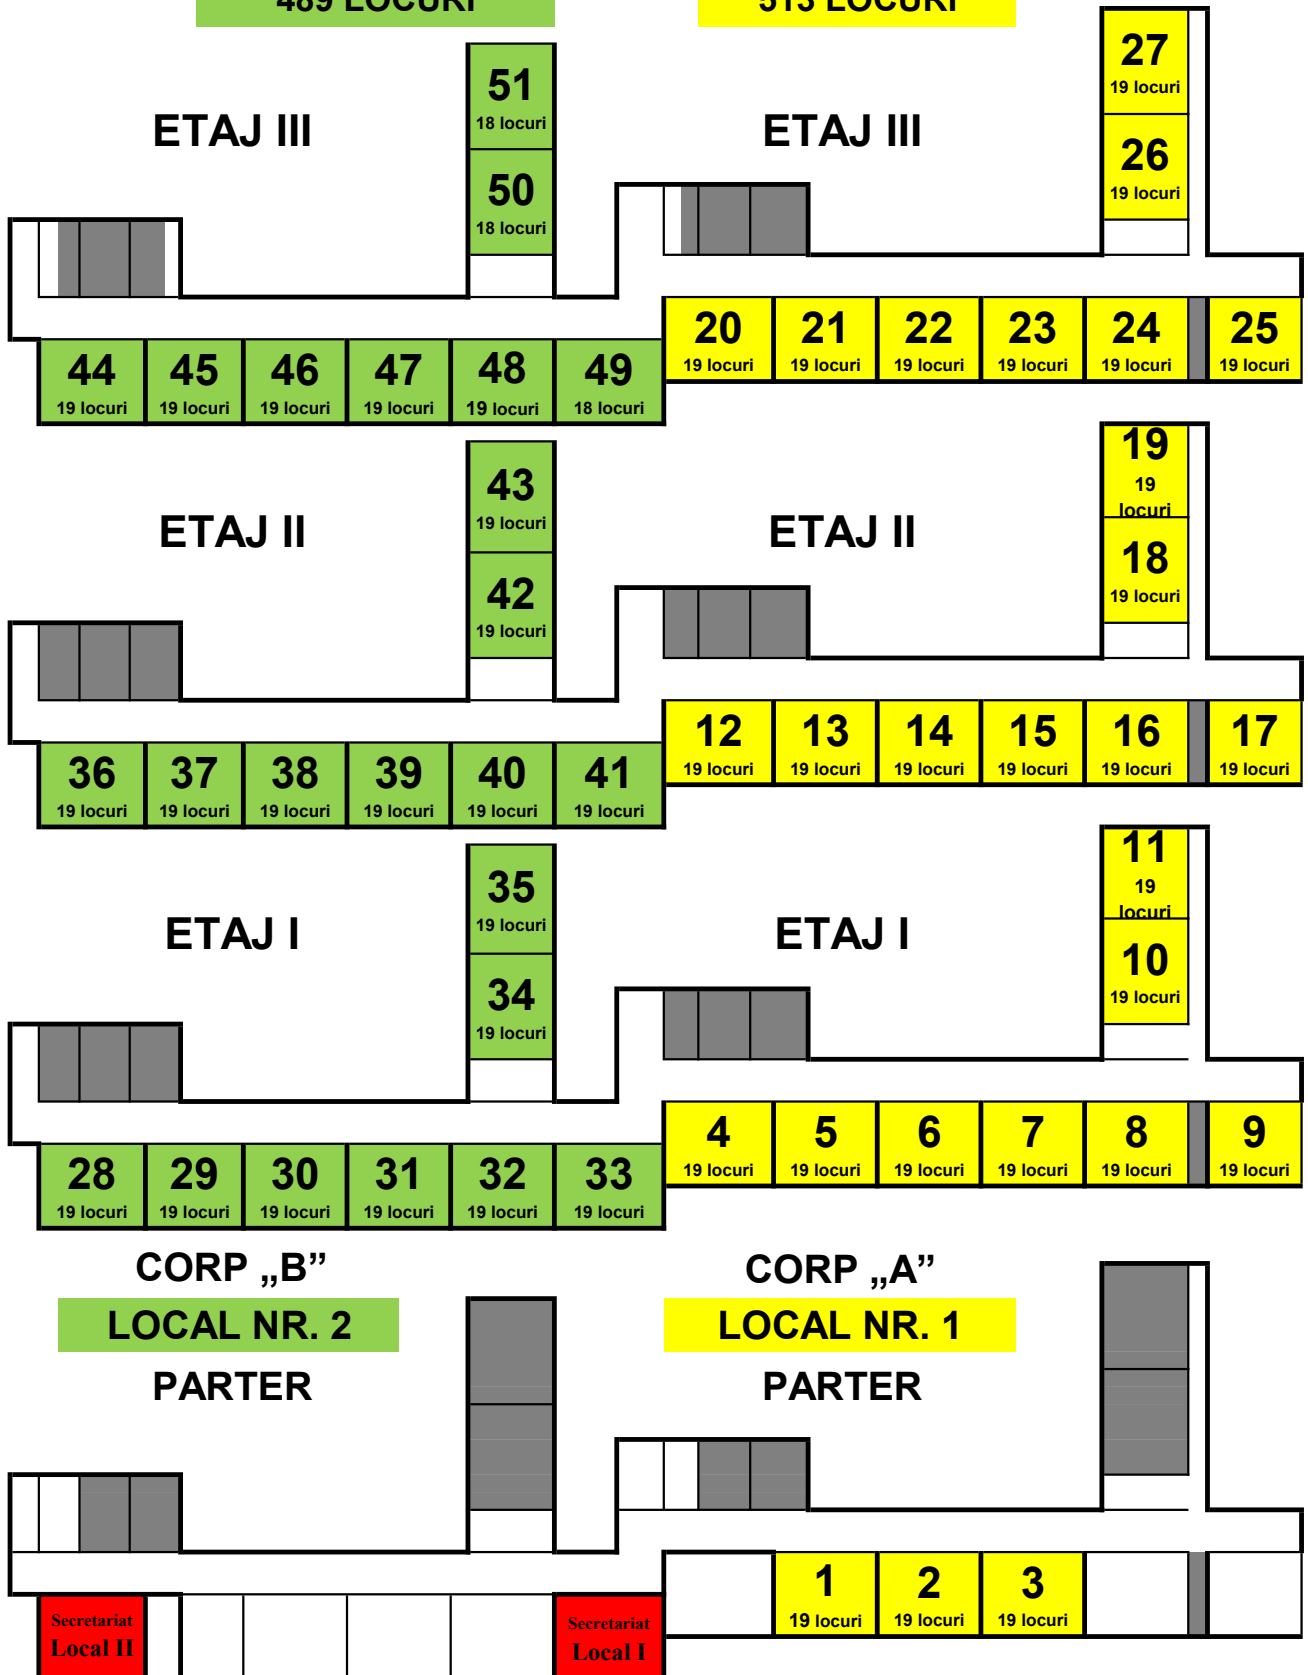 489 LOCURI
513 LOCURI
27
19 locuri
51
18 locuri
ETAJ III
ETAJ III
26
19 locuri
50
18 locuri
20
19 locuri
21
19 locuri
22
19 locuri
23
19 locuri
24
19 locuri
25
19 locuri
44
19 locuri
45
19 locuri
46
19 locuri
47
19 locuri
48
19 locuri
49
18 locuri
19
19
locuri
43
19 locuri
ETAJ II
ETAJ II
18
19 locuri
42
19 locuri
12
19 locuri
13
19 locuri
14
19 locuri
15
19 locuri
16
19 locuri
17
19 locuri
36
19 locuri
37
19 locuri
38
19 locuri
39
19 locuri
40
19 locuri
41
19 locuri
11
19
locuri
35
19 locuri
ETAJ I
ETAJ I
10
19 locuri
34
19 locuri
4
19 locuri
5
19 locuri
6
19 locuri
7
19 locuri
8
19 locuri
9
19 locuri
28
19 locuri
29
19 locuri
30
19 locuri
31
19 locuri
32
19 locuri
33
19 locuri
CORP „B”
CORP „A”
LOCAL NR. 2
LOCAL NR. 1
PARTER
PARTER
1
19 locuri
2
19 locuri
3
19 locuri
Secretariat
Local II
Secretariat
Local I